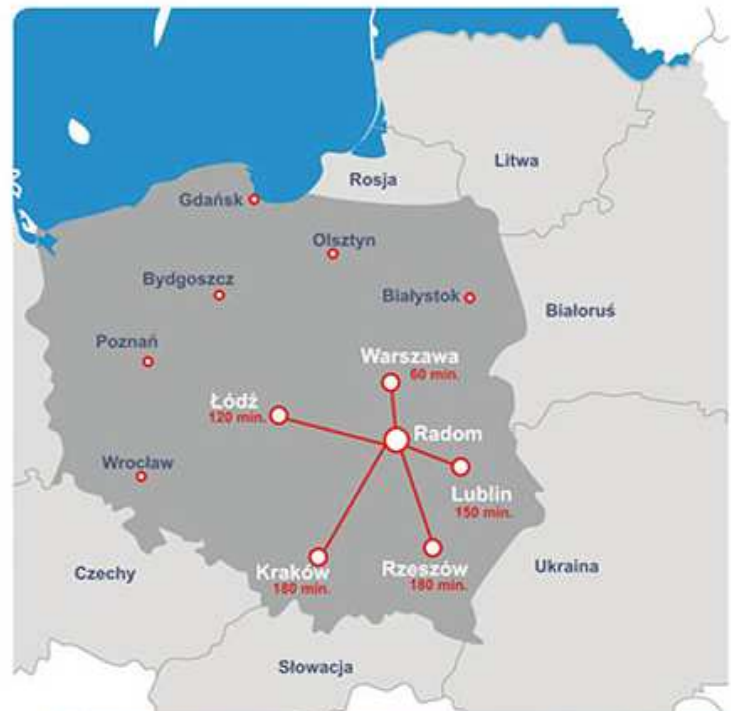 Litwa
Rosja
Gdańsk
Olsztyn
Bydgoszcz
Białystok
Białoruś
Poznań
Warszawa
60 min.
Łódź
120 min.
Radom
Wrocław
Lublin
150 min.
Kraków
180 min.
Rzeszów
180 min.
Czechy
Ukraina
Słowacja